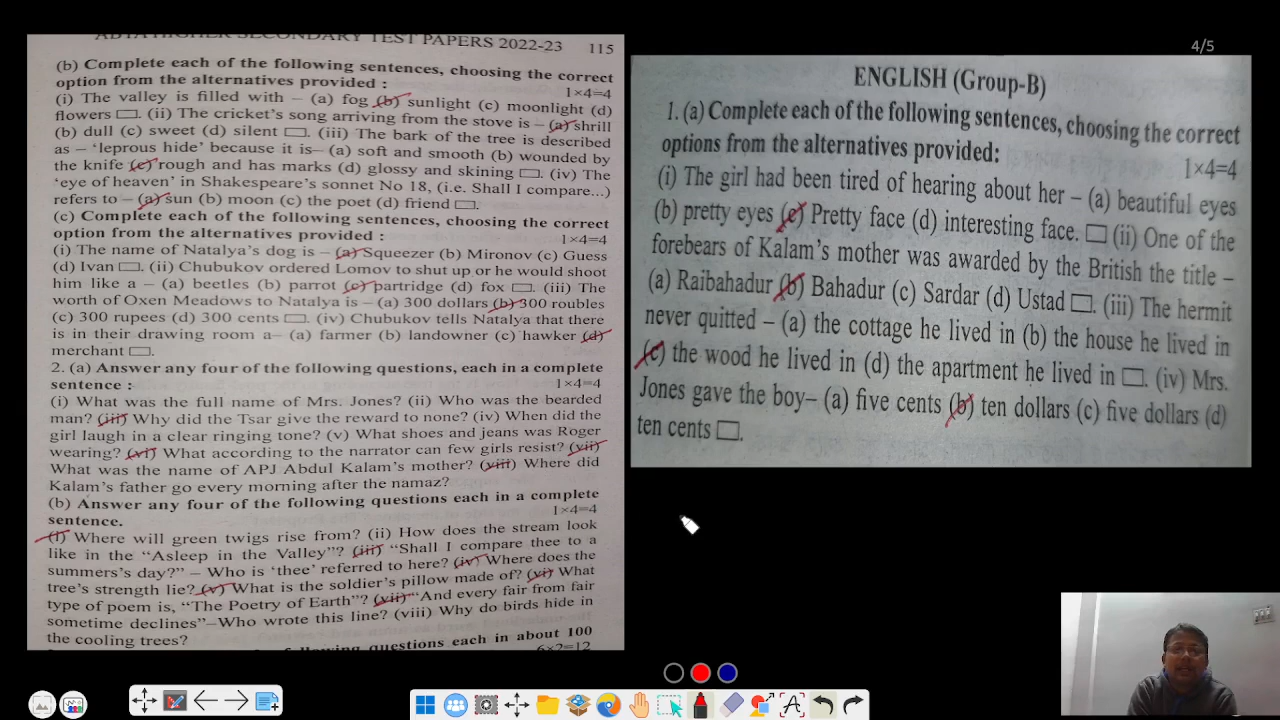 ABTA HIGHER SECONDARY TEST PAPERS 2022-23 115
(b) Complete each of the following sentences, choosing the correct
option from the alternatives provided :
1×4=4
(i) The valley is filled with – (a) fog (b) sunlight (c) moonlight (d)
flowers □. (ii) The cricket's song arriving from the stove is – (a) shrill
(b) dull (c) sweet (d) silent □. (iii) The bark of the tree is described
as – 'leprous hide' because it is– (a) soft and smooth (b) wounded by
the knife (c) rough and has marks (d) glossy and skining □. (iv) The
'eye of heaven' in Shakespeare's sonnet No 18, (i.e. Shall I compare...)
refers to – (a) sun (b) moon (c) the poet (d) friend □.
(c) Complete each of the following sentences, choosing the correct
option from the alternatives provided :
1×4=4
(i) The name of Natalya's dog is – (a) Squeezer (b) Mironov (c) Guess
(d) Ivan □. (ii) Chubukov ordered Lomov to shut up or he would shoot
him like a – (a) beetles (b) parrot (c) partridge (d) fox □. (iii) The
worth of Oxen Meadows to Natalya is – (a) 300 dollars (b) 300 roubles
(c) 300 rupees (d) 300 cents □. (iv) Chubukov tells Natalya that there
is in their drawing room a– (a) farmer (b) landowner (c) hawker (d)
merchant □.
2. (a) Answer any four of the following questions, each in a complete
sentence :
1×4=4
(i) What was the full name of Mrs. Jones? (ii) Who was the bearded
man? (iii) Why did the Tsar give the reward to none? (iv) When did the
girl laugh in a clear ringing tone? (v) What shoes and jeans was Roger
wearing? (vi) What according to the narrator can few girls resist? (vii)
What was the name of APJ Abdul Kalam's mother? (viii) Where did
Kalam's father go every morning after the namaz?
(b) Answer any four of the following questions each in a complete
sentence.
1×4=4
(i) Where will green twigs rise from? (ii) How does the stream look
like in the "Asleep in the Valley"? (iii) "Shall I compare thee to a
summers's day?" – Who is 'thee' referred to here? (iv) Where does the
tree's strength lie? (v) What is the soldier's pillow made of? (vi) What
type of poem is, "The Poetry of Earth"? (vii) "And every fair from fair
sometime declines"–Who wrote this line? (viii) Why do birds hide in
the cooling trees?
following questions each in about 100
6×2=12
4/5
ENGLISH (Group-B)
1. (a) Complete each of the following sentences, choosing the correct
options from the alternatives provided:
1×4=4
(i) The girl had been tired of hearing about her – (a) beautiful eyes
(b) pretty eyes (c) Pretty face (d) interesting face. □ (ii) One of the
forebears of Kalam's mother was awarded by the British the title –
(a) Raibahadur (b) Bahadur (c) Sardar (d) Ustad □. (iii) The hermit
never quitted – (a) the cottage he lived in (b) the house he lived in
(c) the wood he lived in (d) the apartment he lived in □. (iv) Mrs.
Jones gave the boy– (a) five cents (b) ten dollars (c) five dollars (d)
ten cents □.